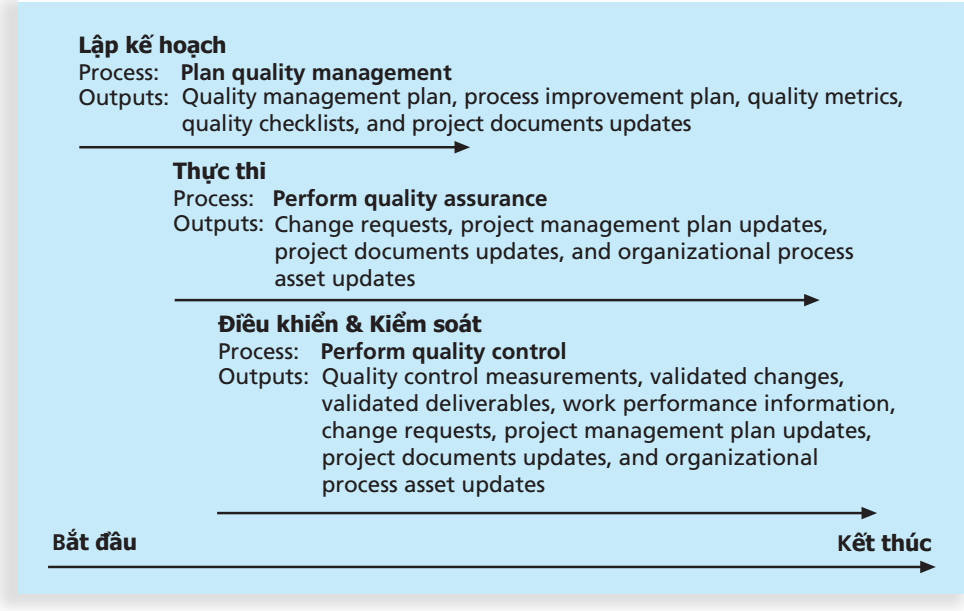 Lập kế hoạch
Process: Plan quality management
Outputs: Quality management plan, process improvement plan, quality metrics,
quality checklists, and project documents updates
Thực thi
Process: Perform quality assurance
Outputs: Change requests, project management plan updates,
project documents updates, and organizational process
asset updates
Điều khiển & Kiểm soát
Process: Perform quality control
Outputs: Quality control measurements, validated changes,
validated deliverables, work performance information,
change requests, project management plan updates,
project documents updates, and organizational
process asset updates
Bắt đầu Kết thúc